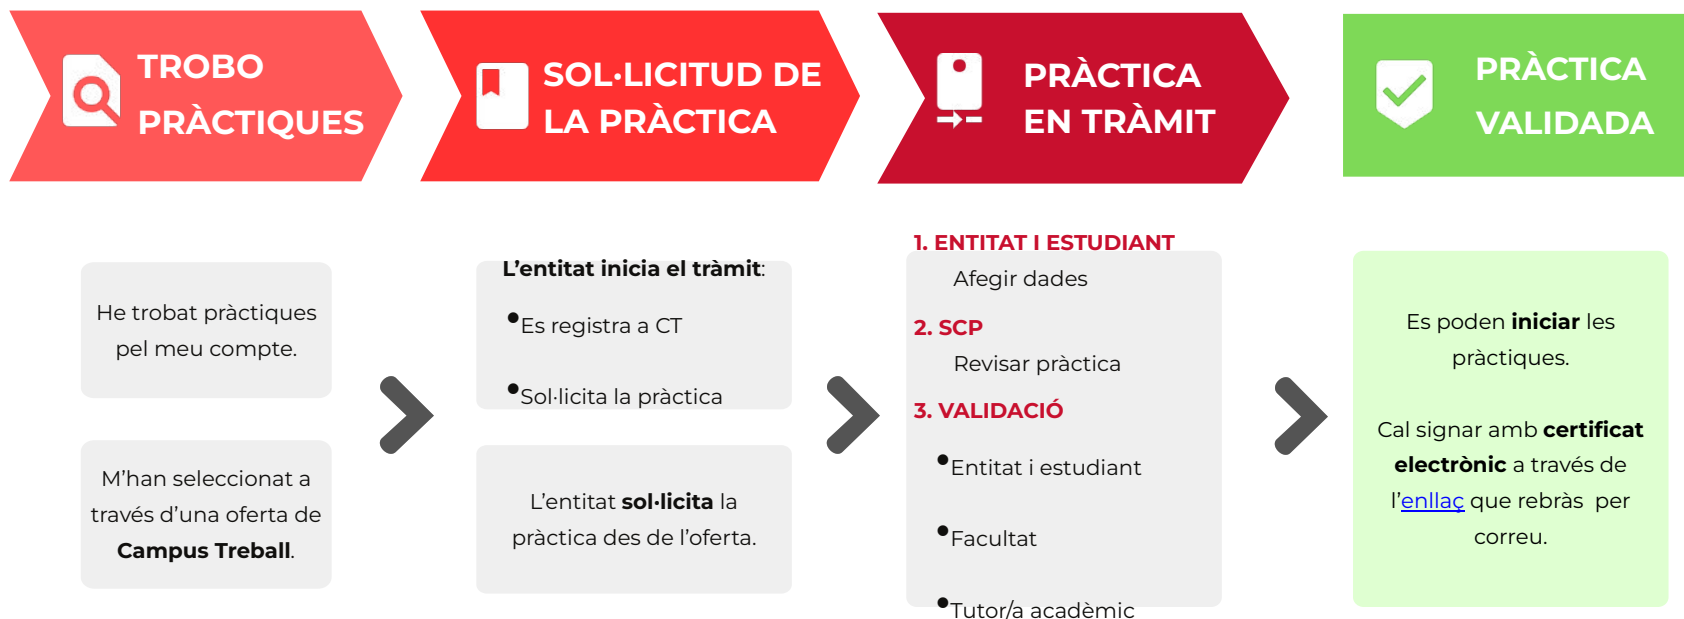 TROBO
PRÀCTIQUES
SOL·LICITUD DE
LA PRÀCTICA
PRÀCTICA
EN TRÀMIT
PRÀCTICA
VALIDADA
He trobat pràctiques
pel meu compte.
M'han seleccionat a
través d'una oferta de
Campus Treball.
L'entitat inicia el tràmit:
•Es registra a CT
•Sol·licita la pràctica
L'entitat sol·licita la
pràctica des de l'oferta.
1. ENTITAT I ESTUDIANT
Afegir dades
2. SCP
Revisar pràctica
3. VALIDACIÓ
•Entitat i estudiant
•Facultat
•Tutor/a acadèmic
Es poden iniciar les
pràctiques.
Cal signar amb certificat
electrònic a través de
l'enllaç que rebràs per
correu.